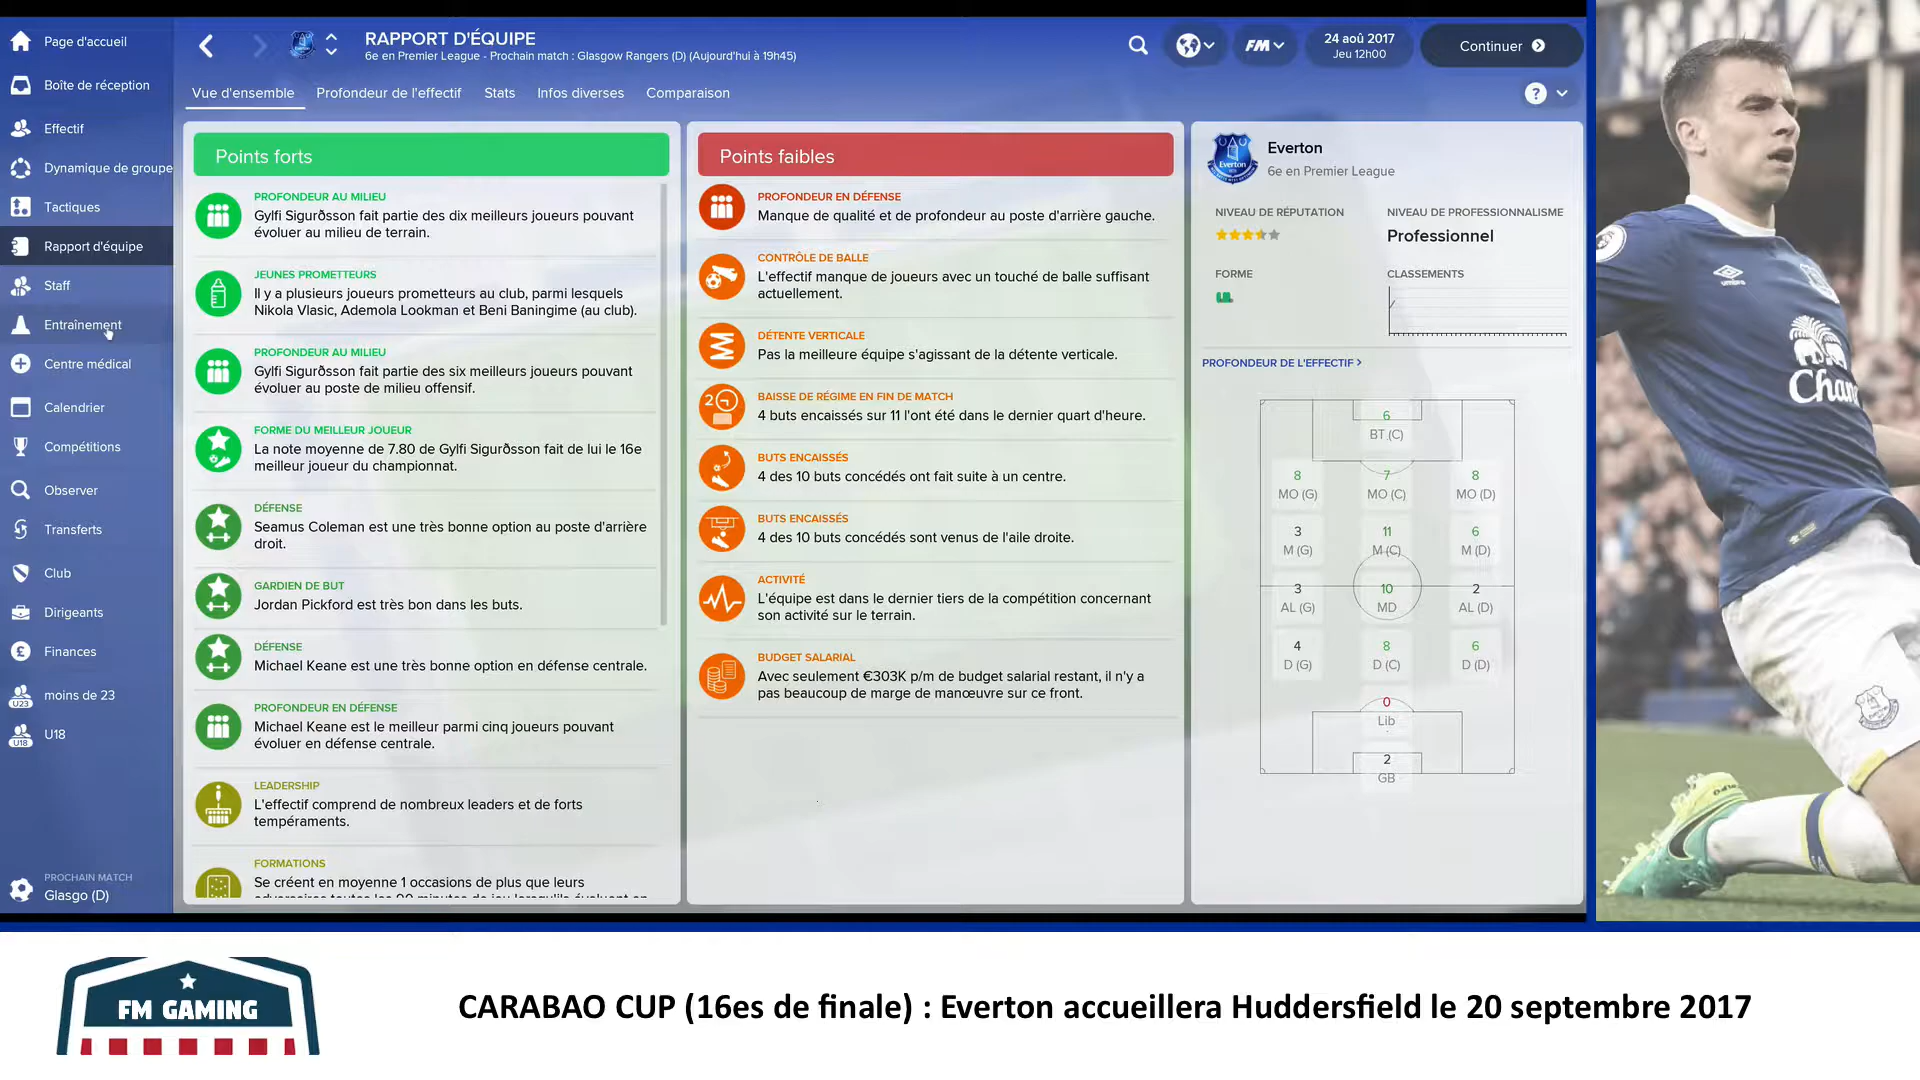 Page d'accueil
Boîte de réception
Effectif
Dynamique de groupe
Tactiques
Rapport d'équipe
Staff
Entraînement
Centre médical
Calendrier
Compétitions
Observer
Transferts
Club
Dirigeants
Finances
U23
moins de 23
U18
U18
PROCHAIN MATCH
Glasgo (D)
RAPPORT D'ÉQUIPE
6e en Premier League - Prochain match : Glasgow Rangers (D) (Aujourd'hui à 19h45)
FM
24 aoû 2017
Jeu 12h00
Continuer
Vue d'ensemble
Profondeur de l'effectif
Stats
Infos diverses
Comparaison
?
Points forts
PROFONDEUR AU MILIEU
Gylfi Sigurðsson fait partie des dix meilleurs joueurs pouvant
évoluer au milieu de terrain.
JEUNES PROMETTEURS
Il y a plusieurs joueurs prometteurs au club, parmi lesquels
Nikola Vlasic, Ademola Lookman et Beni Baningime (au club).
PROFONDEUR AU MILIEU
Gylfi Sigurðsson fait partie des six meilleurs joueurs pouvant
évoluer au poste de milieu offensif.
FORME DU MEILLEUR JOUEUR
La note moyenne de 7.80 de Gylfi Sigurðsson fait de lui le 16e
meilleur joueur du championnat.
DÉFENSE
Seamus Coleman est une très bonne option au poste d'arrière
droit.
GARDIEN DE BUT
Jordan Pickford est très bon dans les buts.
DÉFENSE
Michael Keane est une très bonne option en défense centrale.
PROFONDEUR EN DÉFENSE
Michael Keane est le meilleur parmi cinq joueurs pouvant
évoluer en défense centrale.
LEADERSHIP
L'effectif comprend de nombreux leaders et de forts
tempéraments.
FORMATIONS
Se créent en moyenne 1 occasions de plus que leurs
Points faibles
PROFONDEUR EN DÉFENSE
Manque de qualité et de profondeur au poste d'arrière gauche.
CONTRÔLE DE BALLE
L'effectif manque de joueurs avec un touché de balle suffisant
actuellement.
DÉTENTE VERTICALE
Pas la meilleure équipe s'agissant de la détente verticale.
BAISSE DE RÉGIME EN FIN DE MATCH
4 buts encaissés sur 11 l'ont été dans le dernier quart d'heure.
BUTS ENCAISSÉS
4 des 10 buts concédés ont fait suite à un centre.
BUTS ENCAISSÉS
4 des 10 buts concédés sont venus de l'aile droite.
ACTIVITÉ
L'équipe est dans le dernier tiers de la compétition concernant
son activité sur le terrain.
BUDGET SALARIAL
Avec seulement €303K p/m de budget salarial restant, il n'y a
pas beaucoup de marge de manœuvre sur ce front.
Everton
Everton
6e en Premier League
NIVEAU DE RÉPUTATION
NIVEAU DE PROFESSIONNALISME
Professionnel
FORME
CLASSEMENTS
PROFONDEUR DE L'EFFECTIF >
6
BT (C)
8 7 8
MO (G) MO (C) MO (D)
3 11 6
M (G) M (C) M (D)
3 10 2
AL (G) MD AL (D)
4 8 6
D (G) D (C) D (D)
0
Lib
2
GB
umbro
Chan
FM GAMING
CARABAO CUP (16es de finale) : Everton accueillera Huddersfield le 20 septembre 2017